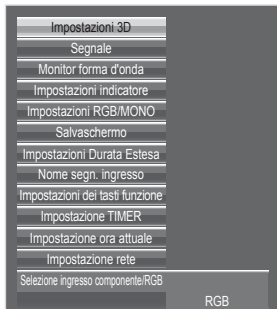 Impostazioni 3D
Segnale
Monitor forma d'onda
Impostazioni indicatore
Impostazioni RGB/MONO
Salvaschermo
Impostazioni Durata Estesa
Nome segn. ingresso
Impostazioni dei tasti funzione
Impostazione TIMER
Impostazione ora attuale
Impostazione rete
Selezione ingresso componente/RGB
RGB